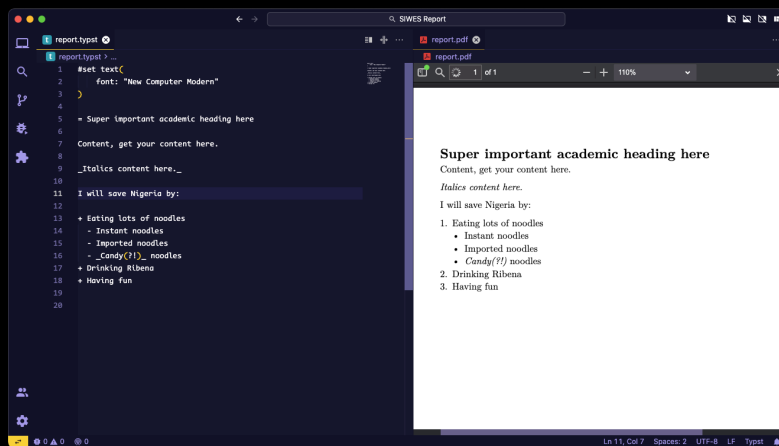 SIWES Report
report.typst
report.typst > ...
1 #set text(
2 font: "New Computer Modern"
3 )
4
5 = Super important academic heading here
6
7 Content, get your content here.
8
9 _Italics content here._
10
11 I will save Nigeria by:
12
13 + Eating lots of noodles
14 - Instant noodles
15 - Imported noodles
16 - _Candy(?!)_ noodles
17 + Drinking Ribena
18 + Having fun
19
20
report.pdf
report.pdf
1 of 1
110%
Super important academic heading here
Content, get your content here.
Italics content here.
I will save Nigeria by:
1. Eating lots of noodles
• Instant noodles
• Imported noodles
• Candy(?!) noodles
2. Drinking Ribena
3. Having fun
0 0 0
Ln 11, Col 7 Spaces: 2 UTF-8 LF Typst